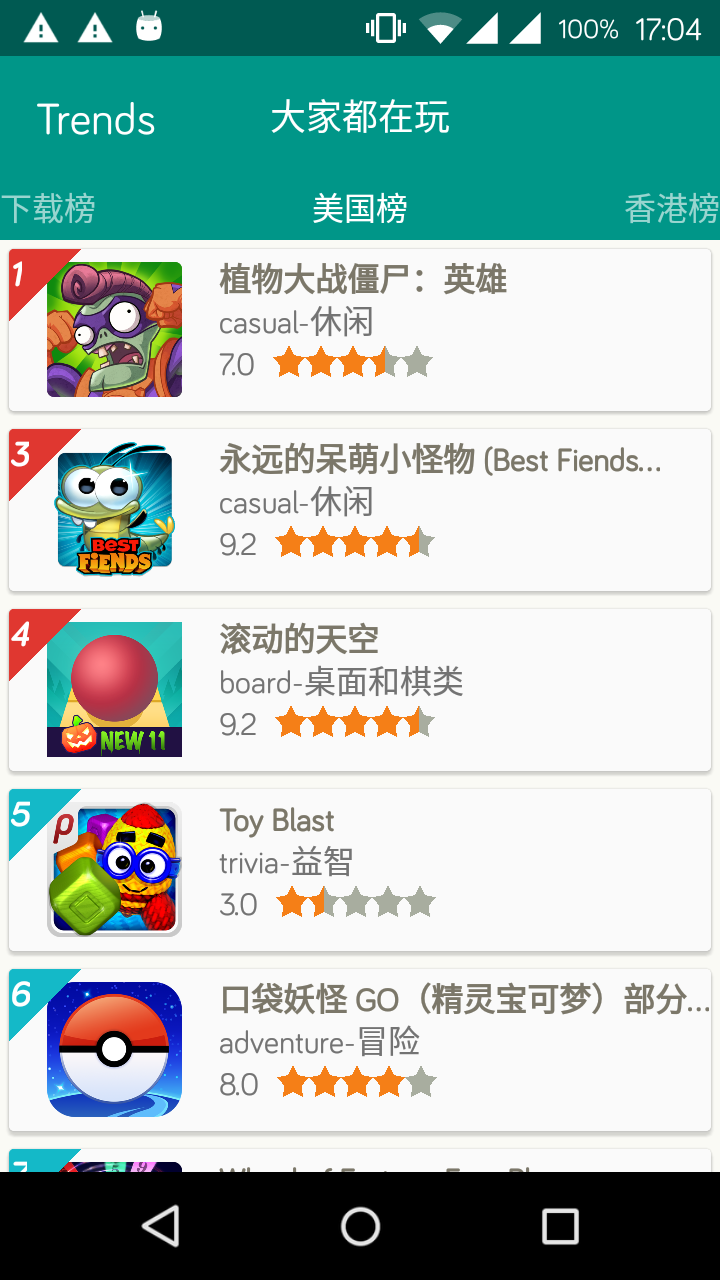 100% 17:04
Trends 大家都在玩
下载榜 美国榜 香港榜
1
植物大战僵尸：英雄
casual-休闲
7.0
3
永远的呆萌小怪物 (Best Fiends...
casual-休闲
9.2
BEST
FIENDS
4
滚动的天空
board-桌面和棋类
9.2
NEW 11
5
Toy Blast
trivia-益智
3.0
6
口袋妖怪 GO（精灵宝可梦）部分...
adventure-冒险
8.0